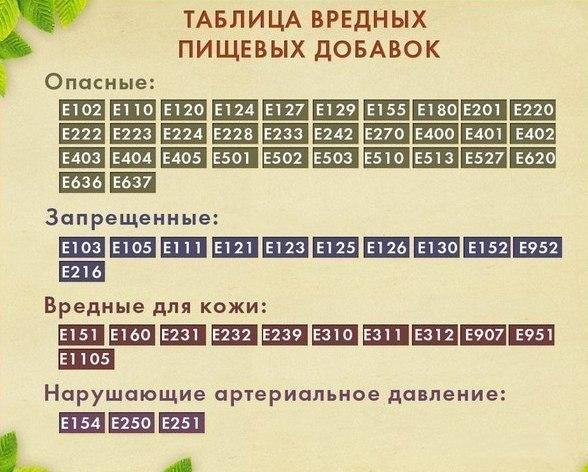 ТАБЛИЦА ВРЕДНЫХ
ПИЩЕВЫХ ДОБАВОК
Опасные:
E102 E110 E120 E124 E127 E129 E155 E180 E201 E220
E222 E223 E224 E228 E233 E242 E270 E400 E401 E402
E403 E404 E405 E501 E502 E503 E510 E513 E527 E620
E636 E637
Запрещенные:
E103 E105 E111 E121 E123 E125 E126 E130 E152 E952
E216
Вредные для кожи:
E151 E160 E231 E232 E239 E310 E311 E312 E907 E951
E1105
Нарушающие артериальное давление:
E154 E250 E251